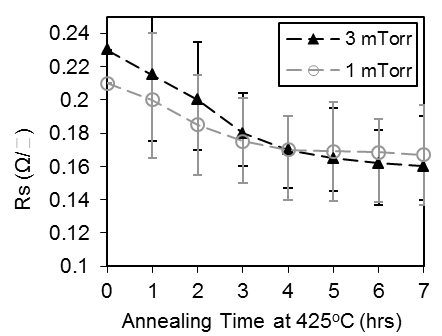 0.24
0.22
0.2
0.18
0.16
0.14
0.12
0.1
Rs (Ω/□)
3 mTorr
1 mTorr
0 1 2 3 4 5 6 7
Annealing Time at 425°C (hrs)